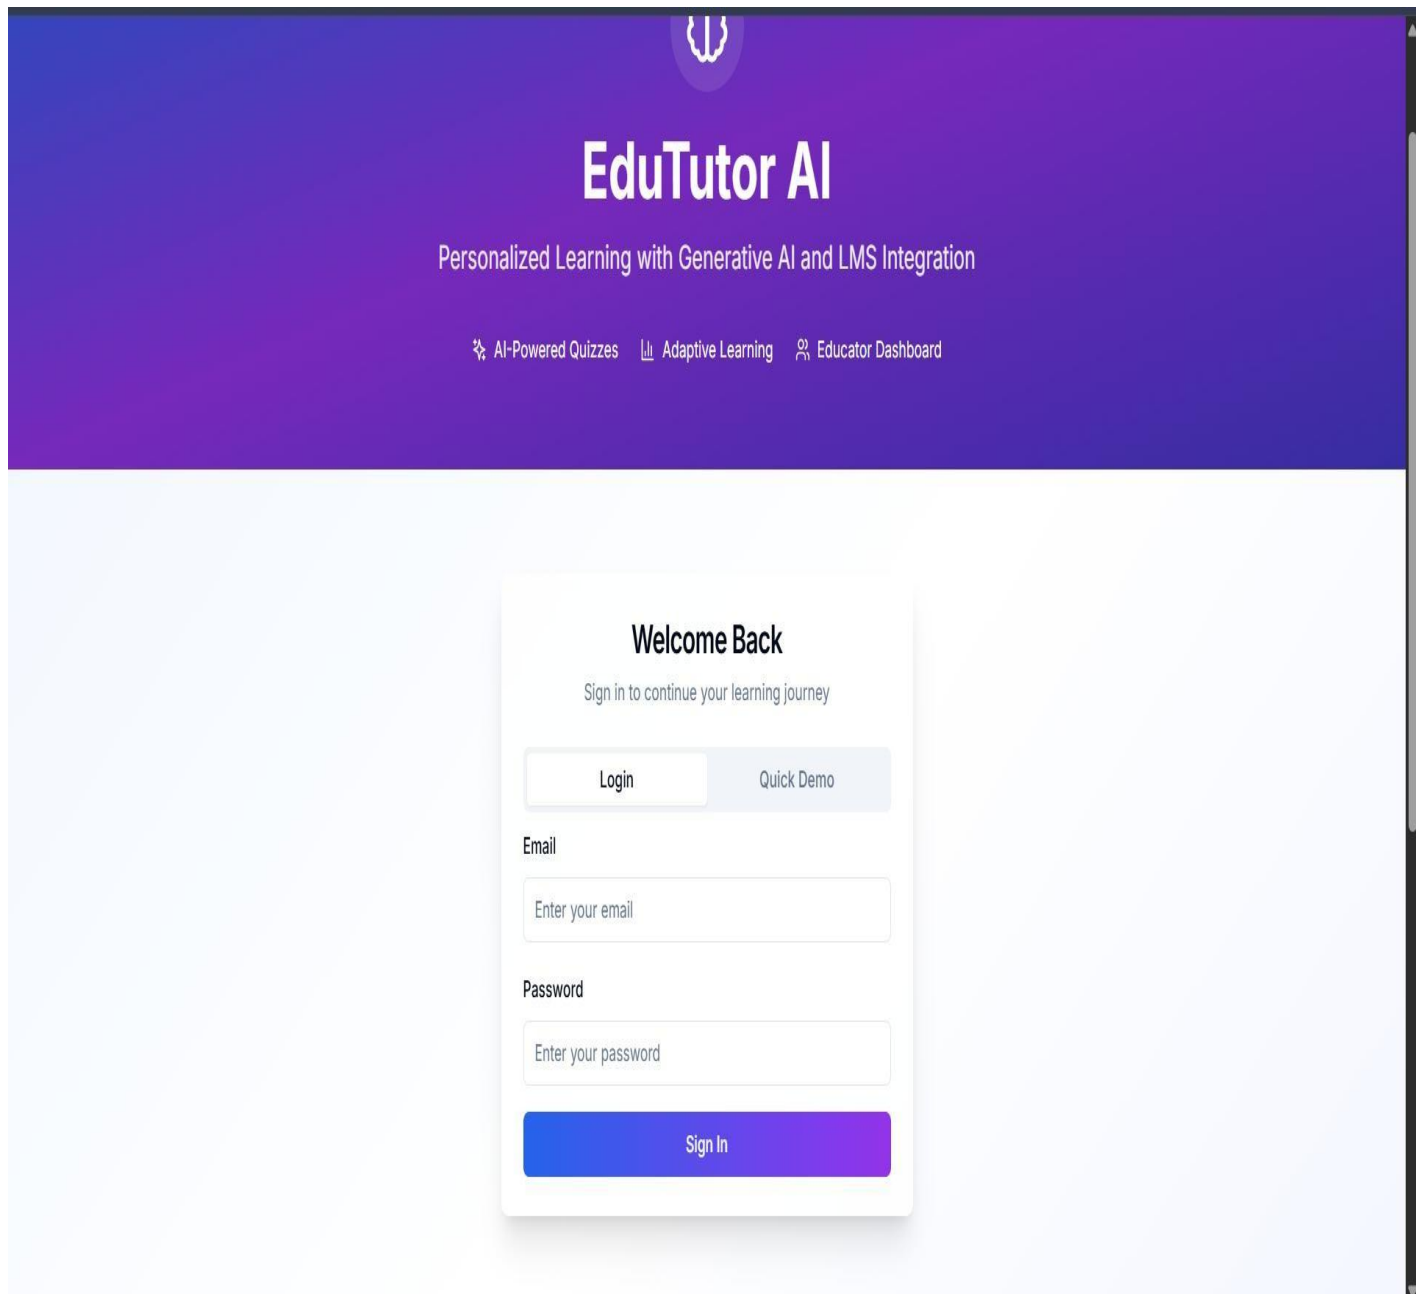 EduTutor AI
Personalized Learning with Generative AI and LMS Integration
AI-Powered Quizzes Adaptive Learning Educator Dashboard
Welcome Back
Sign in to continue your learning journey
Login Quick Demo
Email
Enter your email
Password
Enter your password
Sign In